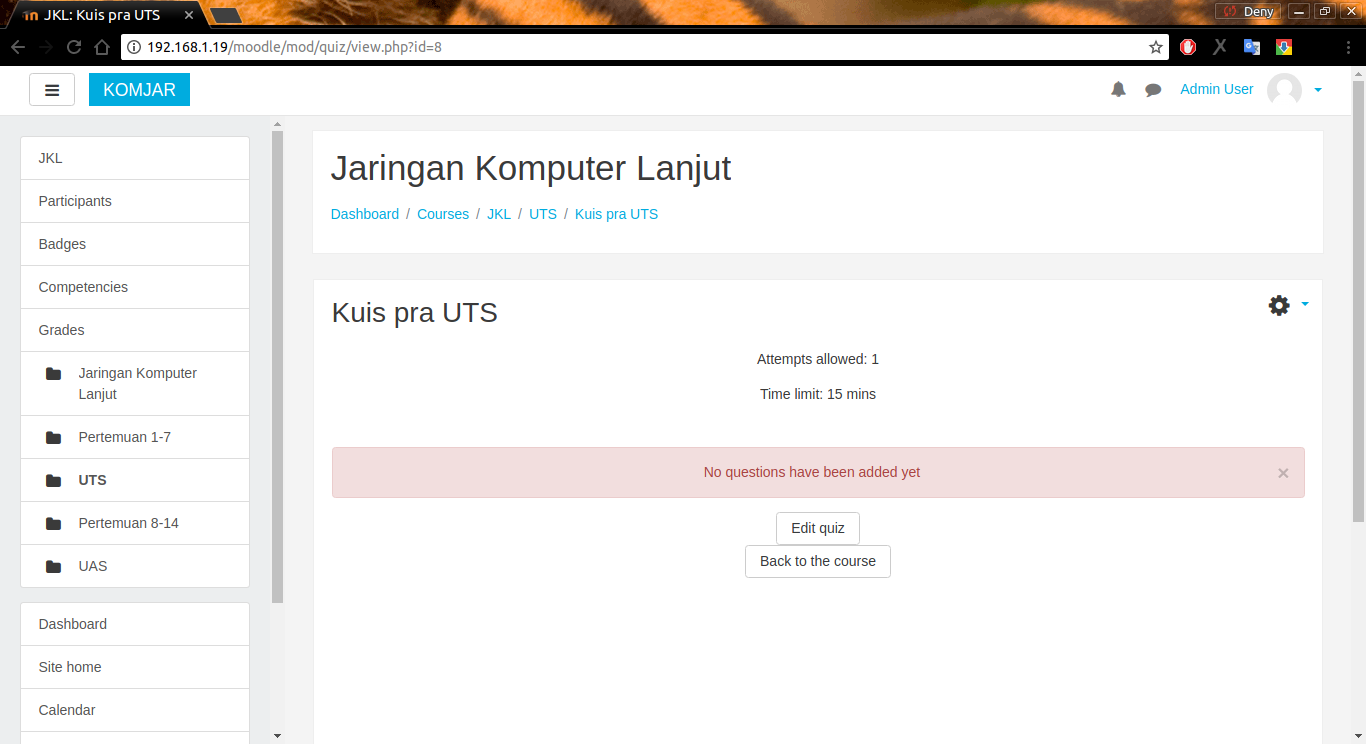 JKL: Kuis pra UTS
Deny
192.168.1.19/moodle/mod/quiz/view.php?id=8
KOMJAR
Admin User
JKL
Participants
Badges
Competencies
Grades
Jaringan Komputer
Lanjut
Pertemuan 1-7
UTS
Pertemuan 8-14
UAS
Dashboard
Site home
Calendar
Jaringan Komputer Lanjut
Dashboard / Courses / JKL / UTS / Kuis pra UTS
Kuis pra UTS
Attempts allowed: 1
Time limit: 15 mins
No questions have been added yet
Edit quiz
Back to the course